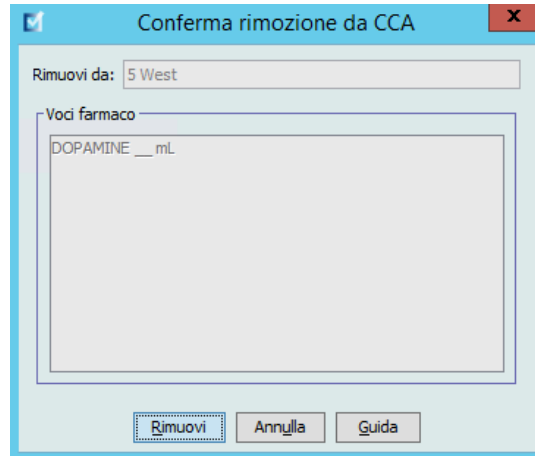 Conferma rimozione da CCA
x
Rimuovi da: 5 West
Voci farmaco
DOPAMINE __ mL
Rimuovi Annulla Guida